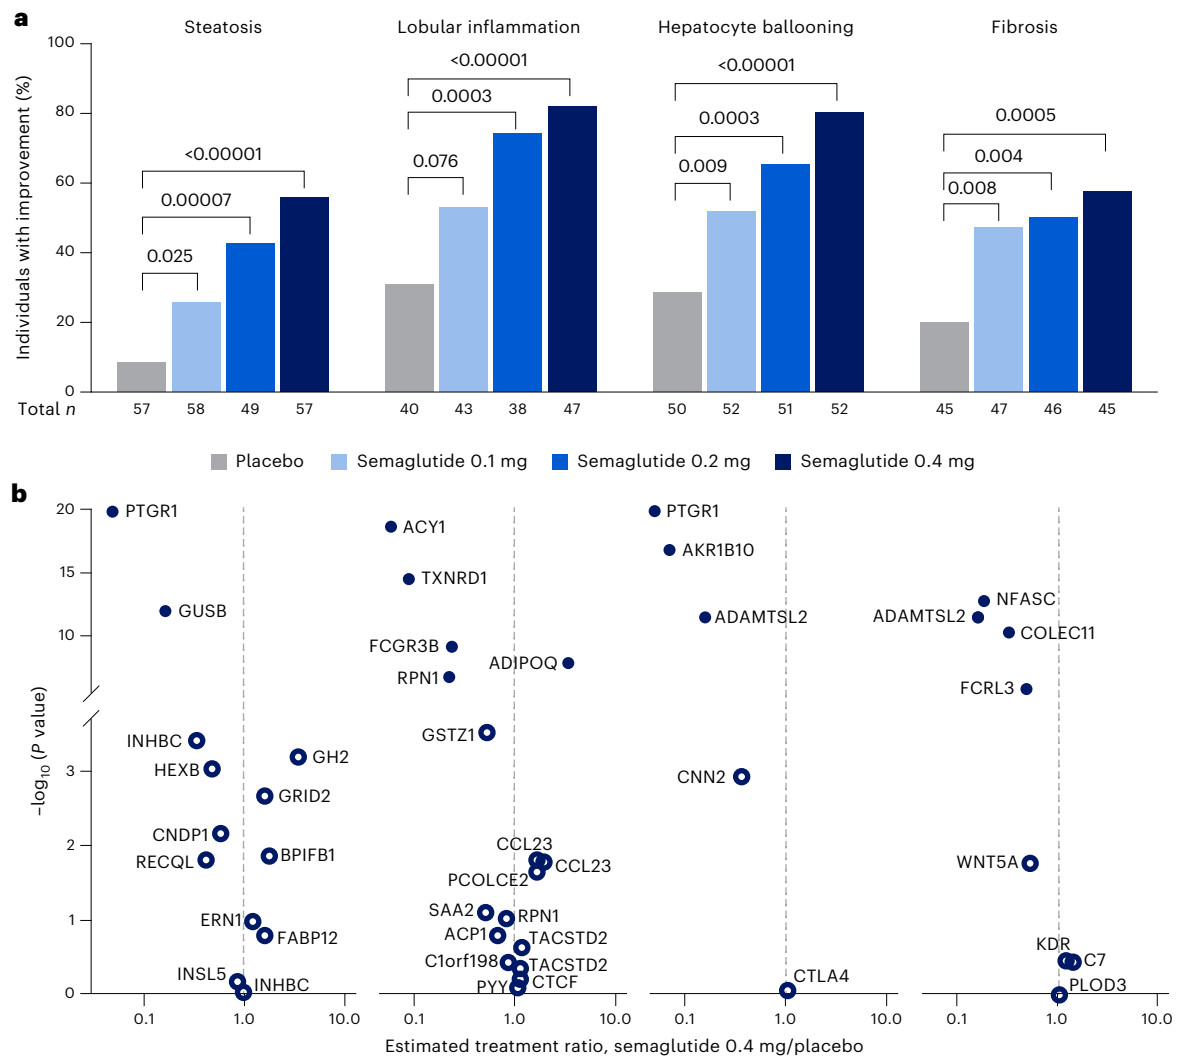 a
Steatosis
Lobular inflammation
Hepatocyte ballooning
Fibrosis
Individuals with improvement (%)
100
80
60
40
20
0
<0.00001
0.00007
0.025
<0.00001
0.0003
0.076
<0.00001
0.0003
0.009
0.0005
0.004
0.008
Total n
57 58 49 57
40 43 38 47
50 52 51 52
45 47 46 45
Placebo
Semaglutide 0.1 mg
Semaglutide 0.2 mg
Semaglutide 0.4 mg
b
–log10 (P value)
20
15
10
3
2
1
0
PTGR1
GUSB
INHBC
GH2
HEXB
GRID2
CNDP1
BPIFB1
RECQL
ERN1
FABP12
INSL5
INHBC
0.1 1.0 10.0
ACY1
TXNRD1
FCGR3B
ADIPOQ
RPN1
GSTZ1
CCL23
CCL23
PCOLCE2
SAA2
RPN1
ACP1
TACSTD2
C1orf198
TACSTD2
CTCF
PYY
0.1 1.0 10.0
PTGR1
AKR1B10
ADAMTSL2
CNN2
CTLA4
0.1 1.0 10.0
NFASC
ADAMTSL2
COLEC11
FCRL3
WNT5A
KDR
C7
PLOD3
0.1 1.0 10.0
Estimated treatment ratio, semaglutide 0.4 mg/placebo